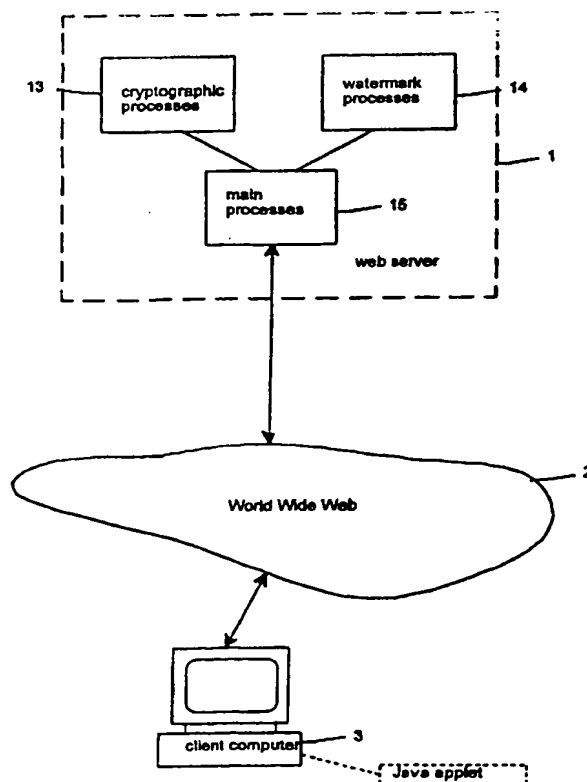 13
cryptographic
processes
watermark
processes
14
1
main
processes
15
web server
2
World Wide Web
client computer
3
Java applet